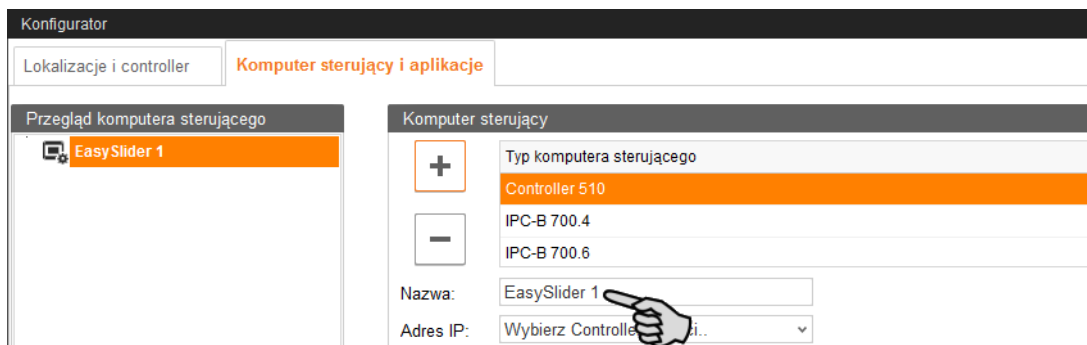 Konfigurator
Lokalizacje i controller
Komputer sterujący i aplikacje
Przegląd komputera sterującego
EasySlider 1
Komputer sterujący
Typ komputera sterującego
Controller 510
IPC-B 700.4
IPC-B 700.6
Nazwa: EasySlider 1
Adres IP: Wybierz Controlle